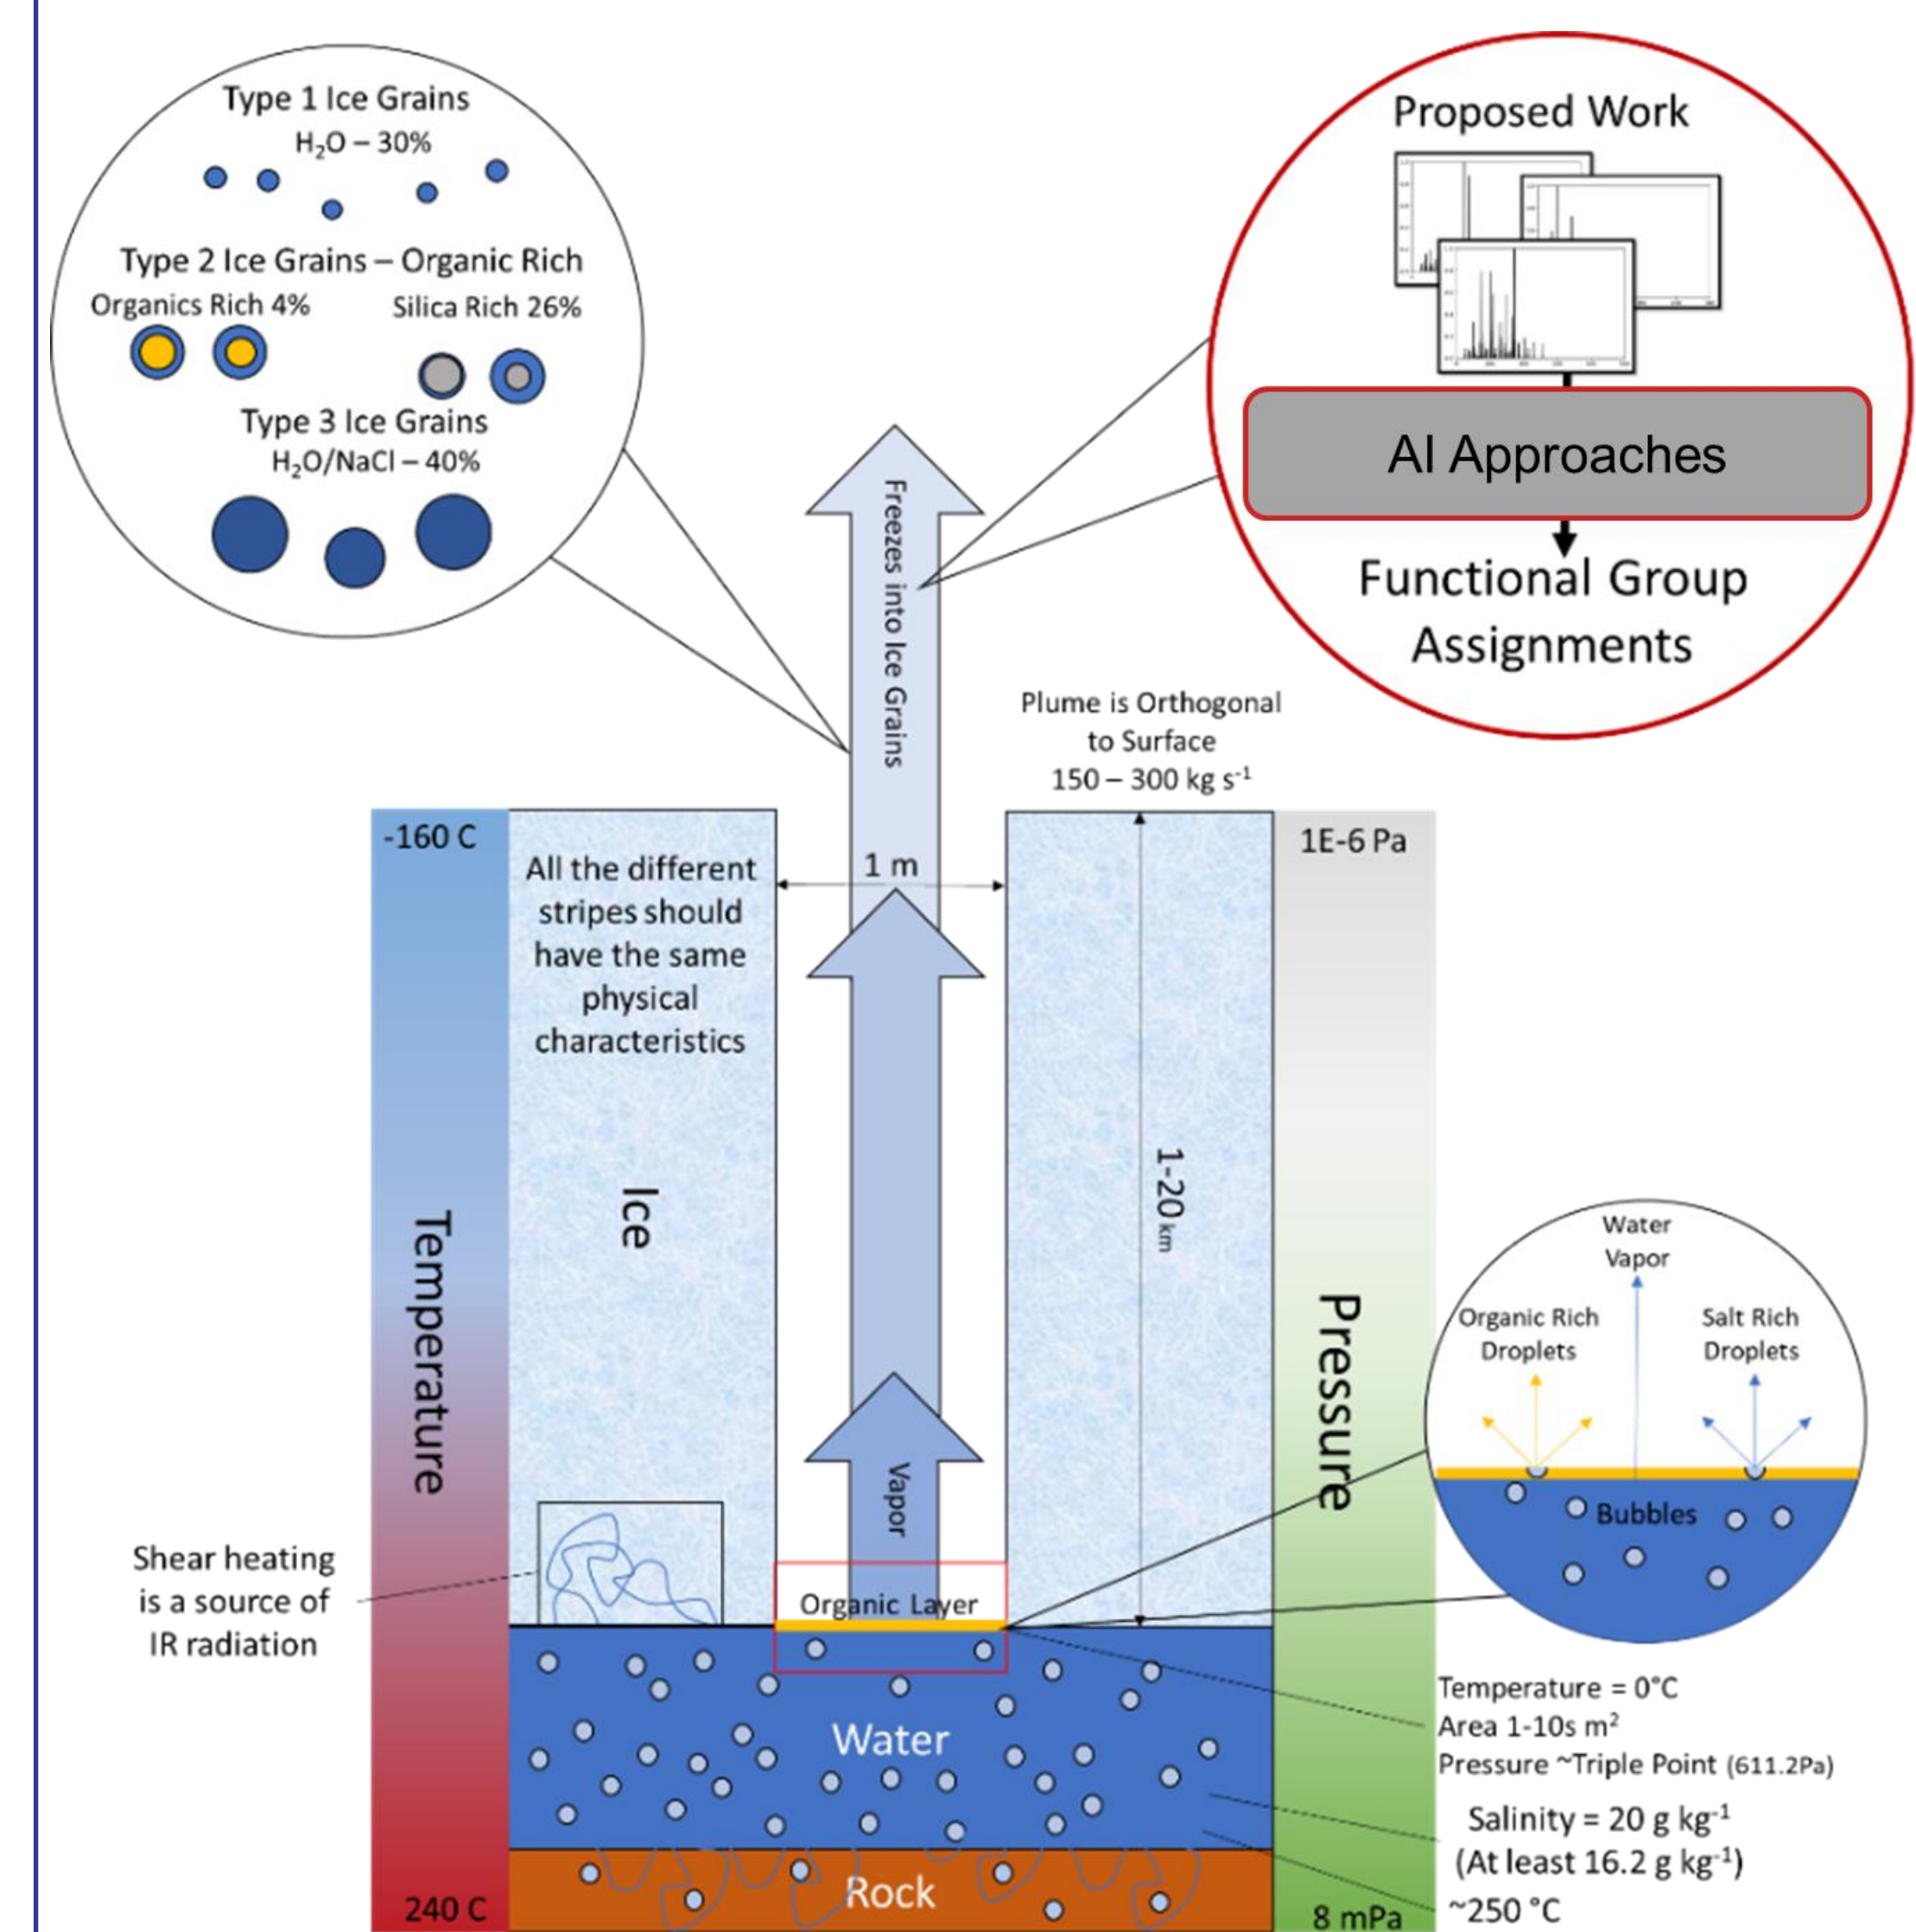 Type 1 Ice Grains
H₂O – 30%
Type 2 Ice Grains – Organic Rich
Organics Rich 4%
Silica Rich 26%
Type 3 Ice Grains
H₂O/NaCl – 40%
Proposed Work
AI Approaches
Functional Group
Assignments
Freezes into Ice Grains
Plume is Orthogonal
to Surface
150 – 300 kg s⁻¹
-160 C
All the different
stripes should
have the same
physical
characteristics
1 m
1E-6 Pa
Temperature
Ice
1-20 km
Pressure
Vapor
Water
Vapor
Organic Rich
Droplets
Salt Rich
Droplets
Bubbles
Shear heating
is a source of
IR radiation
Organic Layer
Water
Rock
Temperature = 0°C
Area 1-10s m²
Pressure ~Triple Point (611.2Pa)
Salinity = 20 g kg⁻¹
(At least 16.2 g kg⁻¹)
~250 °C
240 C
8 mPa